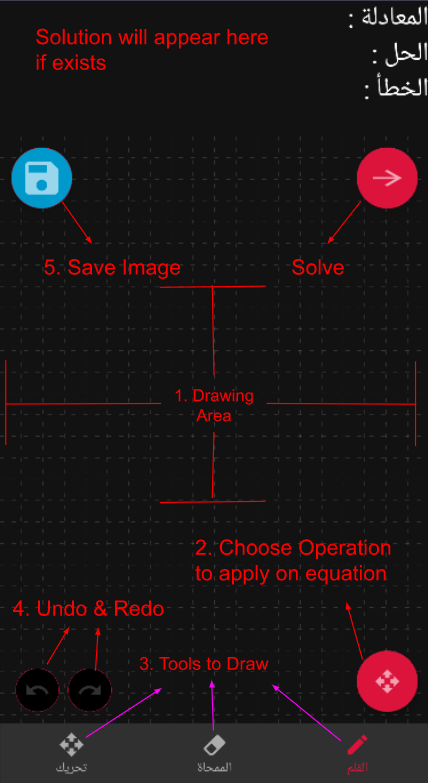 المعادلة :
الحل :
الخطأ :
Solution will appear here
if exists
5. Save Image
Solve
1. Drawing
Area
2. Choose Operation
to apply on equation
4. Undo & Redo
3. Tools to Draw
تحريك
الممحاة
القلم